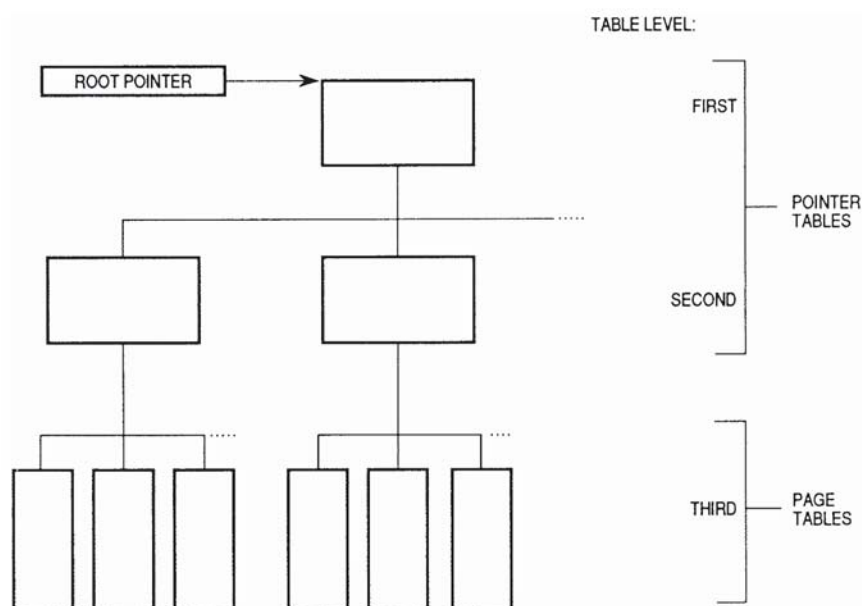 TABLE LEVEL:
ROOT POINTER
FIRST
POINTER
TABLES
SECOND
THIRD
PAGE
TABLES